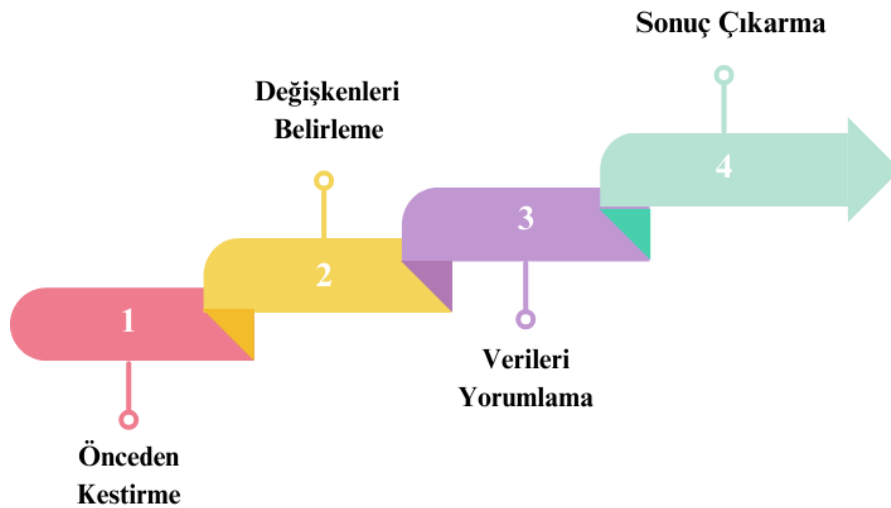 1
Önceden
Kestirme
2
Değişkenleri
Belirleme
3
Verileri
Yorumlama
4
Sonuç Çıkarma